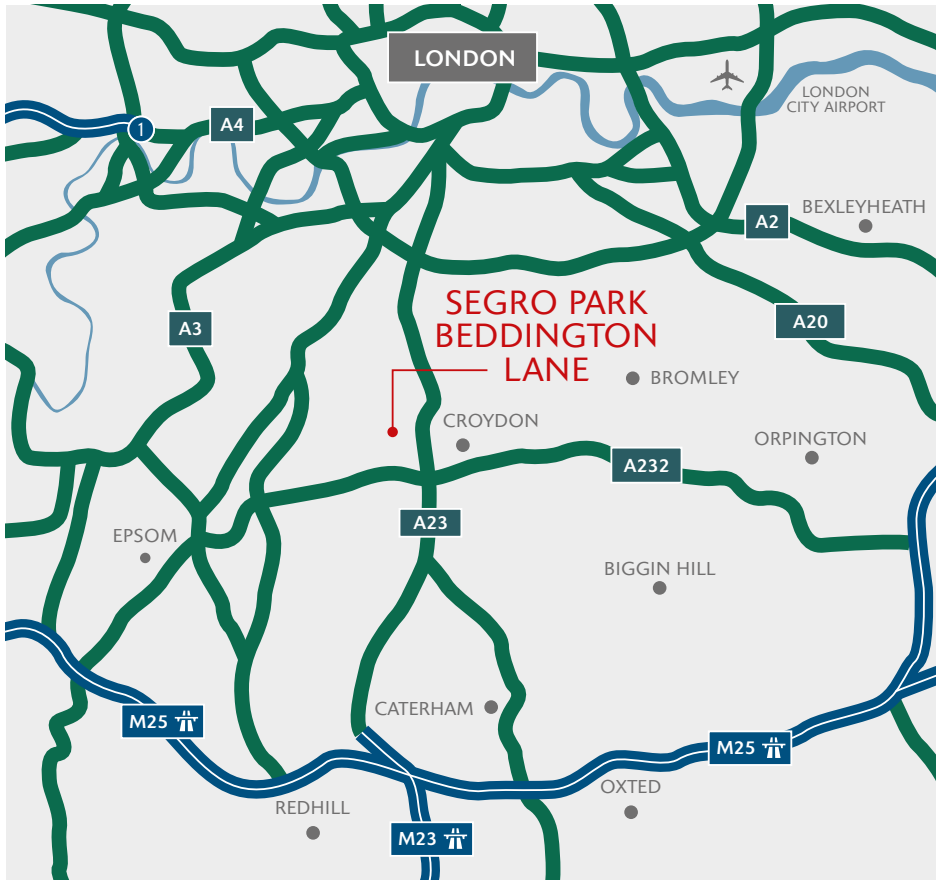 LONDON
LONDON
CITY AIRPORT
1
A4
BEXLEYHEATH
A2
SEGRO PARK
BEDDINGTON
LANE
A3
A20
BROMLEY
CROYDON
ORPINGTON
A232
A23
EPSOM
BIGGIN HILL
CATERHAM
M25
M25
OXTED
REDHILL
M23